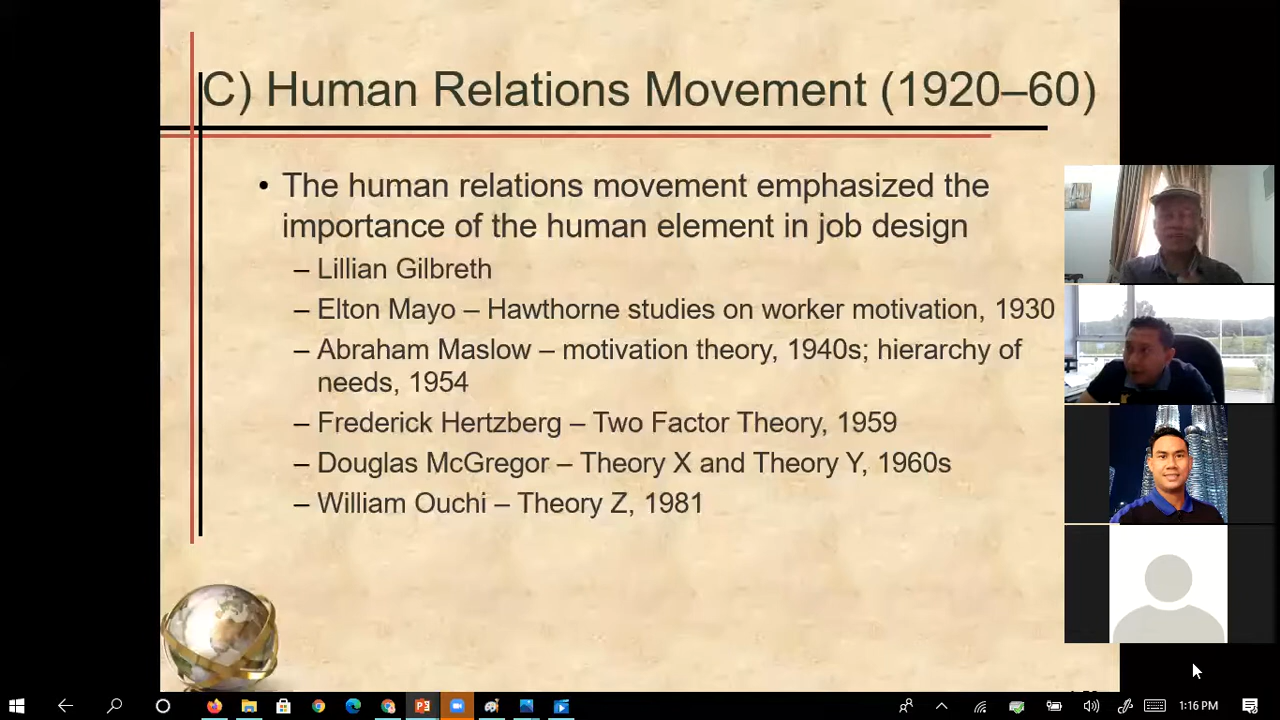 C) Human Relations Movement (1920–60)
• The human relations movement emphasized the
importance of the human element in job design
– Lillian Gilbreth
– Elton Mayo – Hawthorne studies on worker motivation, 1930
– Abraham Maslow – motivation theory, 1940s; hierarchy of
needs, 1954
– Frederick Hertzberg – Two Factor Theory, 1959
– Douglas McGregor – Theory X and Theory Y, 1960s
– William Ouchi – Theory Z, 1981
1:16 PM